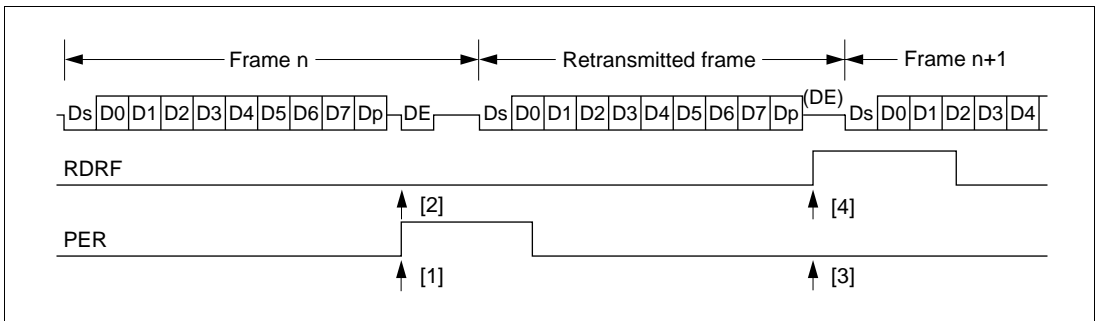 Frame n Retransmitted frame Frame n+1
Ds D0 D1 D2 D3 D4 D5 D6 D7 Dp DE Ds D0 D1 D2 D3 D4 D5 D6 D7 Dp (DE) Ds D0 D1 D2 D3 D4
RDRF
[2] [4]
PER
[1] [3]